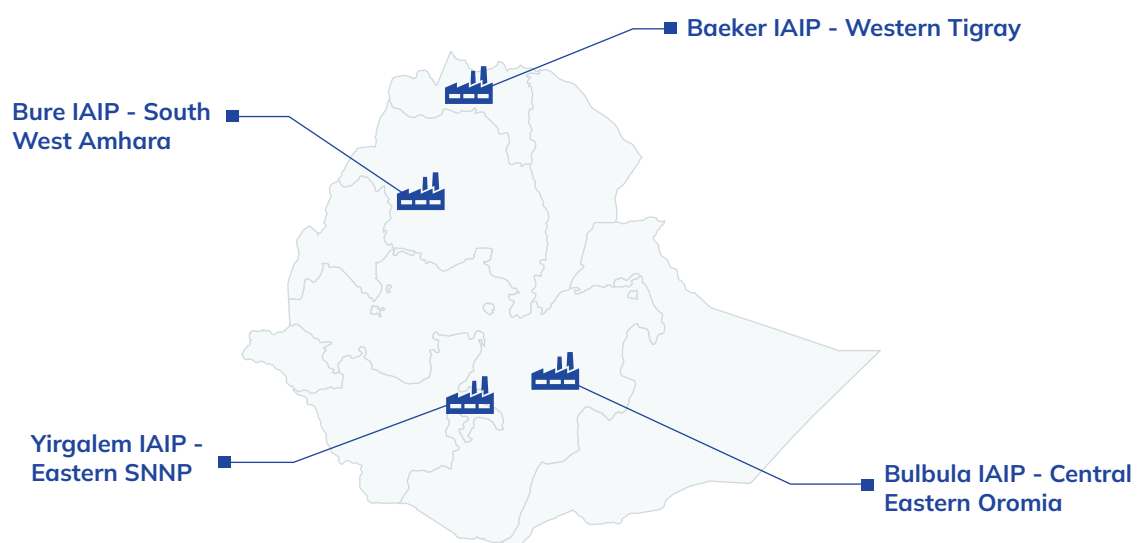 Baeker IAIP - Western Tigray
Bure IAIP - South
West Amhara
Yirgalem IAIP -
Eastern SNNP
Bulbula IAIP - Central
Eastern Oromia